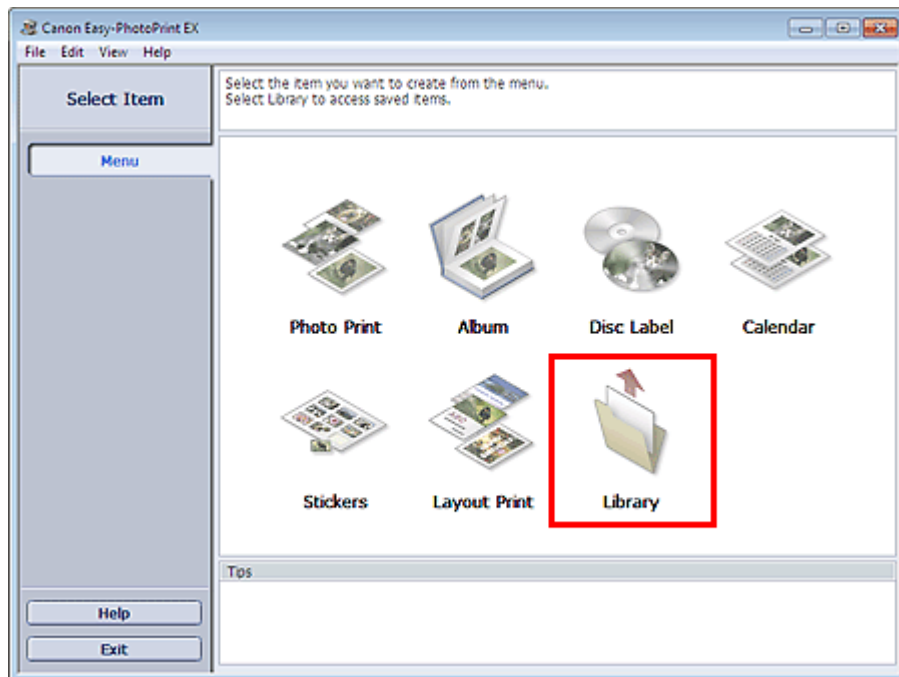 Canon Easy-PhotoPrint EX
File Edit View Help
Select Item
Select the item you want to create from the menu.
Select Library to access saved items.
Menu
Photo Print
Album
Disc Label
Calendar
Stickers
Layout Print
Library
Tips
Help
Exit